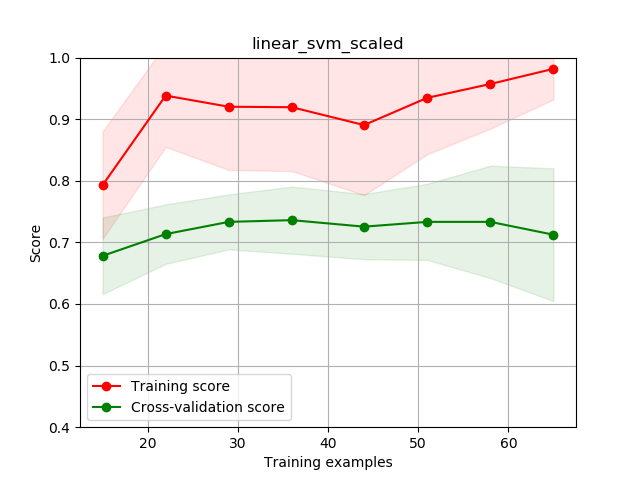 linear_svm_scaled
1.0
0.9
0.8
0.7
0.6
0.5
0.4
Score
Training score
Cross-validation score
20 30 40 50 60
Training examples